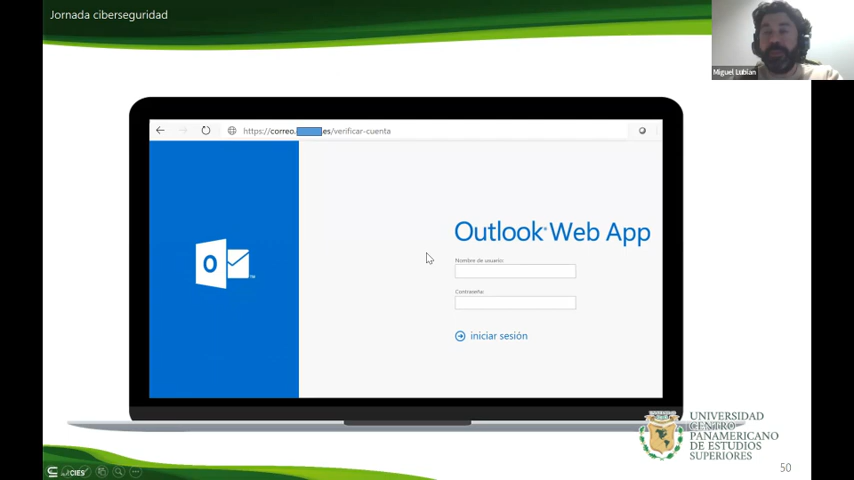 Jornada ciberseguridad
Miguel Lubian
https://correo. es/verificar-cuenta
Outlook Web App
Nombre de usuario:
Contraseña:
iniciar sesión
UNIVERSIDAD
CENTRO
PANAMERICANO
DE ESTUDIOS
SUPERIORES
CIES
50